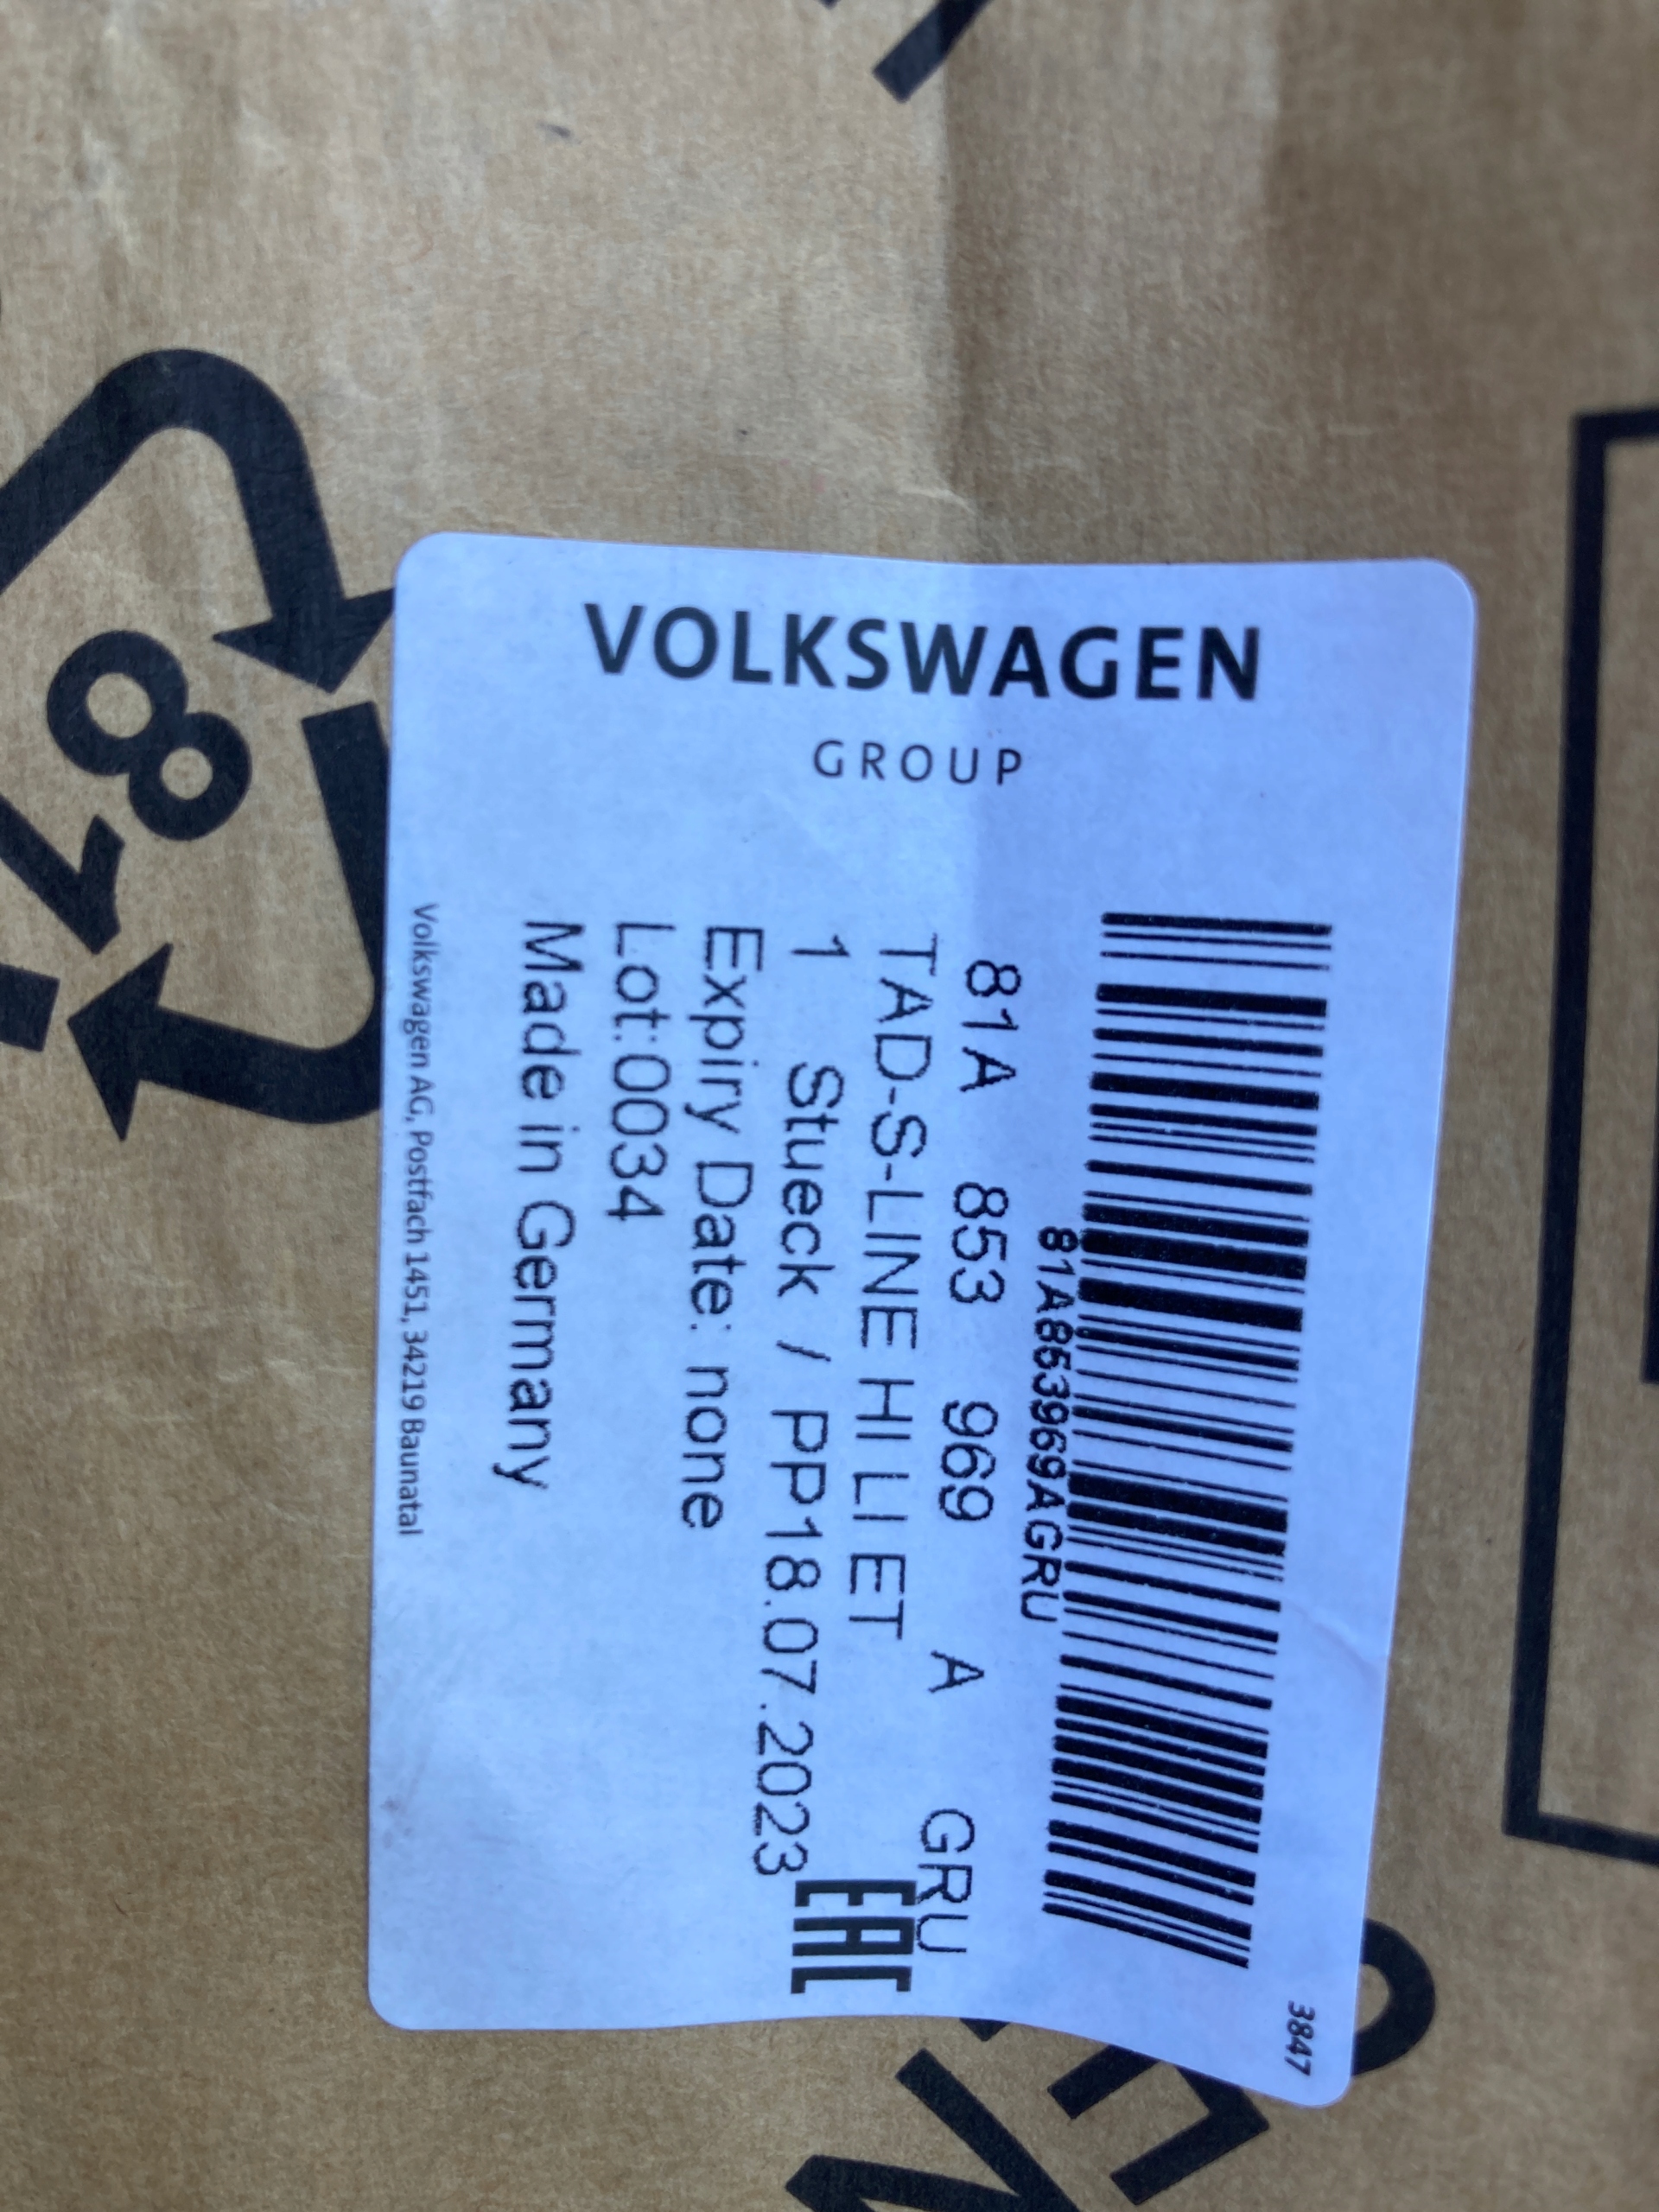 VOLKSWAGEN
GROUP
3847
81A853969AGRU
81A 853 969 A GRU
TAD-S-LINE HI LI ET
1 Stueck / PP18.07.2023
EAC
Expiry Date: none
Lot:0034
Made in Germany
Volkswagen AG, Postfach 1451, 34219 Baunatal
81